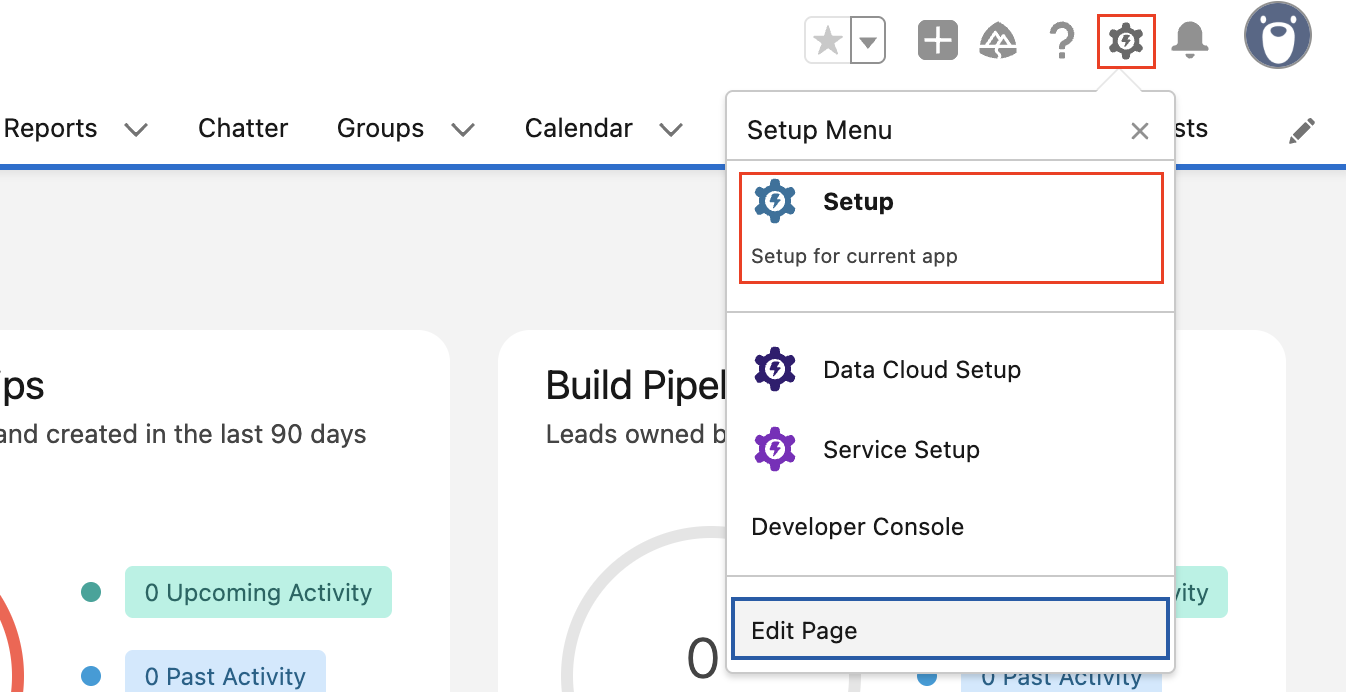 Reports
Chatter
Groups
Calendar
sts
Setup Menu
Setup
Setup for current app
Data Cloud Setup
Service Setup
Developer Console
Edit Page
ps
and created in the last 90 days
0 Upcoming Activity
0 Past Activity
Build Pipel
Leads owned b
0
vity
0 Past Activity